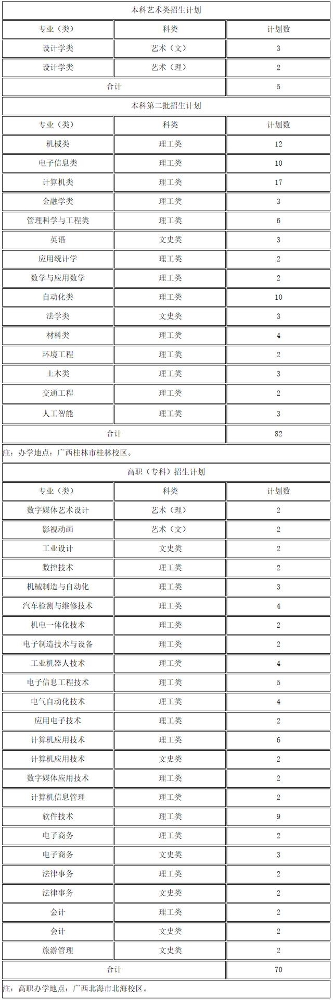 本科艺术类招生计划
专业（类） 科类 计划数
设计学类 艺术（文） 3
设计学类 艺术（理） 2
合计 5
本科第二批招生计划
专业（类） 科类 计划数
机械类 理工类 12
电子信息类 理工类 10
计算机类 理工类 17
金融学类 理工类 3
管理科学与工程类 理工类 6
英语 文史类 3
应用统计学 理工类 2
数学与应用数学 理工类 2
自动化类 理工类 10
法学类 文史类 3
材料类 理工类 4
环境工程 理工类 2
土木类 理工类 3
交通工程 理工类 2
人工智能 理工类 3
合计 82
注：办学地点：广西桂林市桂林校区。
高职（专科）招生计划
专业（类） 科类 计划数
数字媒体艺术设计 艺术（理） 2
影视动画 艺术（文） 2
工业设计 文史类 2
数控技术 理工类 2
机械制造与自动化 理工类 3
汽车检测与维修技术 理工类 4
机电一体化技术 理工类 2
电子制造技术与设备 理工类 2
工业机器人技术 理工类 4
电子信息工程技术 理工类 5
电气自动化技术 理工类 4
应用电子技术 理工类 2
计算机应用技术 理工类 6
计算机应用技术 文史类 2
数字媒体应用技术 理工类 2
计算机信息管理 理工类 2
软件技术 理工类 9
电子商务 理工类 2
电子商务 文史类 3
法律事务 理工类 2
法律事务 文史类 2
会计 理工类 2
会计 文史类 2
旅游管理 文史类 2
合计 70
注：高职办学地点：广西北海市北海校区。